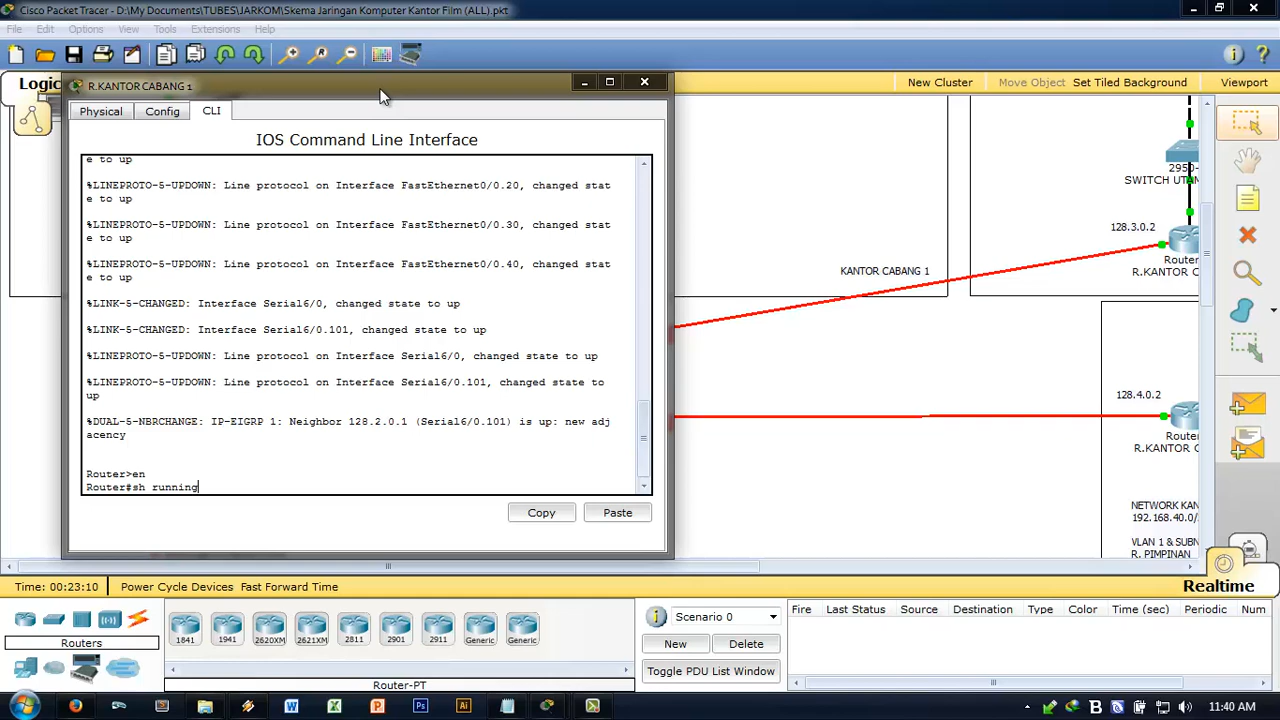 Cisco Packet Tracer - D:\My Documents\TUBES\JARKOM\Skema Jaringan Komputer Kantor Film (ALL).pkt
File Edit Options View Tools Extensions Help
Logic
New Cluster Move Object Set Tiled Background Viewport
R.KANTOR CABANG 1
Physical Config CLI
IOS Command Line Interface
e to up
%LINEPROTO-5-UPDOWN: Line protocol on Interface FastEthernet0/0.20, changed stat
e to up
%LINEPROTO-5-UPDOWN: Line protocol on Interface FastEthernet0/0.30, changed stat
e to up
%LINEPROTO-5-UPDOWN: Line protocol on Interface FastEthernet0/0.40, changed stat
e to up
%LINK-5-CHANGED: Interface Serial6/0, changed state to up
%LINK-5-CHANGED: Interface Serial6/0.101, changed state to up
%LINEPROTO-5-UPDOWN: Line protocol on Interface Serial6/0, changed state to up
%LINEPROTO-5-UPDOWN: Line protocol on Interface Serial6/0.101, changed state to
up
%DUAL-5-NBRCHANGE: IP-EIGRP 1: Neighbor 128.2.0.1 (Serial6/0.101) is up: new adj
acency
Router>en
Router#sh running
Copy Paste
2950-
SWITCH UTAM
128.3.0.2
Router
R.KANTOR C
KANTOR CABANG 1
128.4.0.2
Router
R.KANTOR CA
NETWORK KAN
192.168.40.0/
VLAN 1 & SUBN
R. PIMPINAN
Time: 00:23:10 Power Cycle Devices Fast Forward Time
Realtime
Routers
1841 1941 2620XM 2621XM 2811 2901 2911 Generic Generic
Router-PT
Scenario 0
New Delete
Toggle PDU List Window
Fire Last Status Source Destination Type Color Time (sec) Periodic Num
11:40 AM